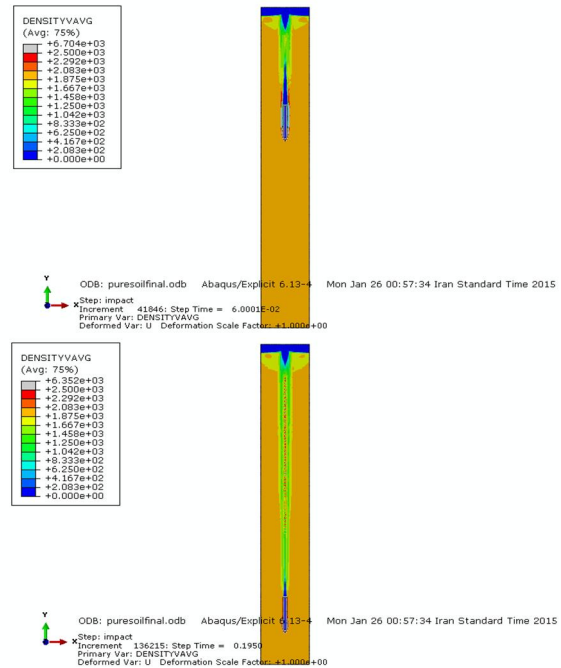 DENSITYVAVG
(Avg: 75%)
+6.704e+03
+2.500e+03
+2.292e+03
+2.083e+03
+1.875e+03
+1.667e+03
+1.458e+03
+1.250e+03
+1.042e+03
+8.333e+02
+6.250e+02
+4.167e+02
+2.083e+02
+0.000e+00
Y
X
ODB: puresoilfinal.odb Abaqus/Explicit 6.13-4 Mon Jan 26 00:57:34 Iran Standard Time 2015
Step: impact
Increment 41846: Step Time = 6.0001E-02
Primary Var: DENSITYVAVG
Deformed Var: U Deformation Scale Factor: +1.000e+00
DENSITYVAVG
(Avg: 75%)
+6.352e+03
+2.500e+03
+2.292e+03
+2.083e+03
+1.875e+03
+1.667e+03
+1.458e+03
+1.250e+03
+1.042e+03
+8.333e+02
+6.250e+02
+4.167e+02
+2.083e+02
+0.000e+00
Y
X
ODB: puresoilfinal.odb Abaqus/Explicit 6.13-4 Mon Jan 26 00:57:34 Iran Standard Time 2015
Step: impact
Increment 136215: Step Time = 0.1950
Primary Var: DENSITYVAVG
Deformed Var: U Deformation Scale Factor: +1.000e+00